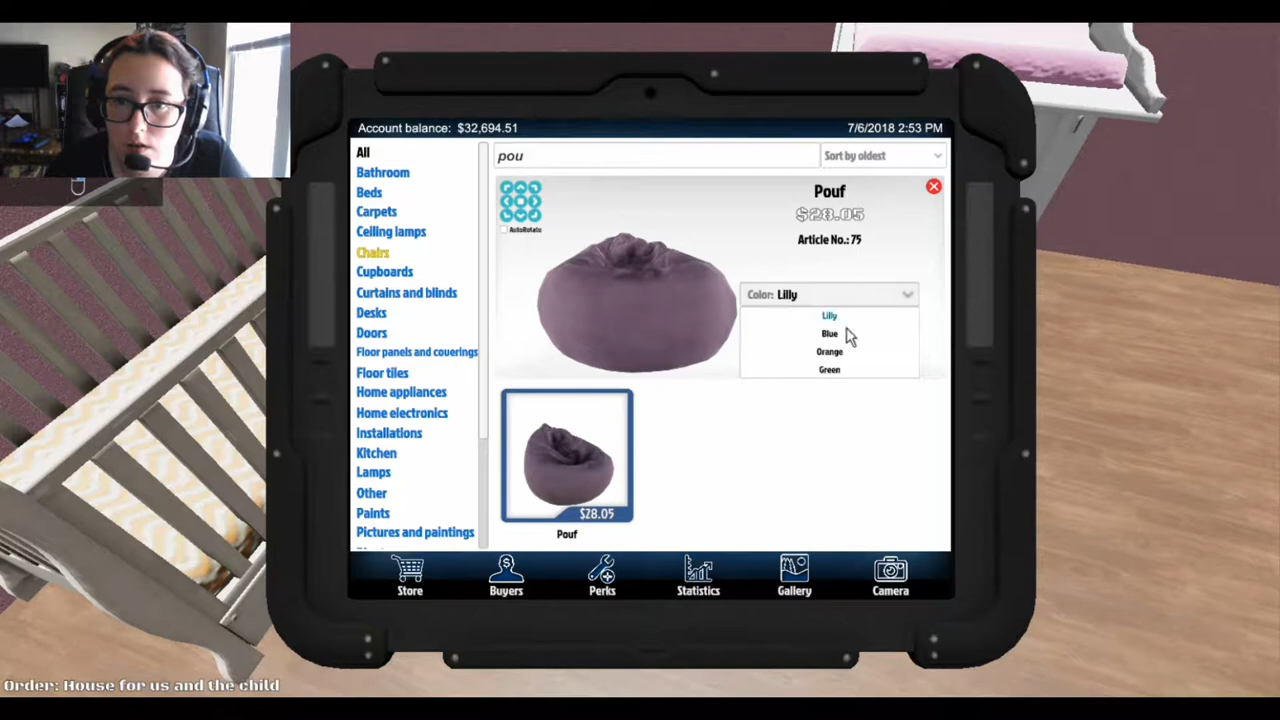 Account balance: $32,694.51
7/6/2018 2:53 PM
All
Bathroom
Beds
Carpets
Ceiling lamps
Chairs
Cupboards
Curtains and blinds
Desks
Doors
Floor panels and coverings
Floor tiles
Home appliances
Home electronics
Installations
Kitchen
Lamps
Other
Paints
Pictures and paintings
pou
Sort by oldest
AutoRotate
Pouf
$28.05
Article No.: 75
Color: Lilly
Lilly
Blue
Orange
Green
$28.05
Pouf
Store
Buyers
Perks
Statistics
Gallery
Camera
Order: House for us and the child